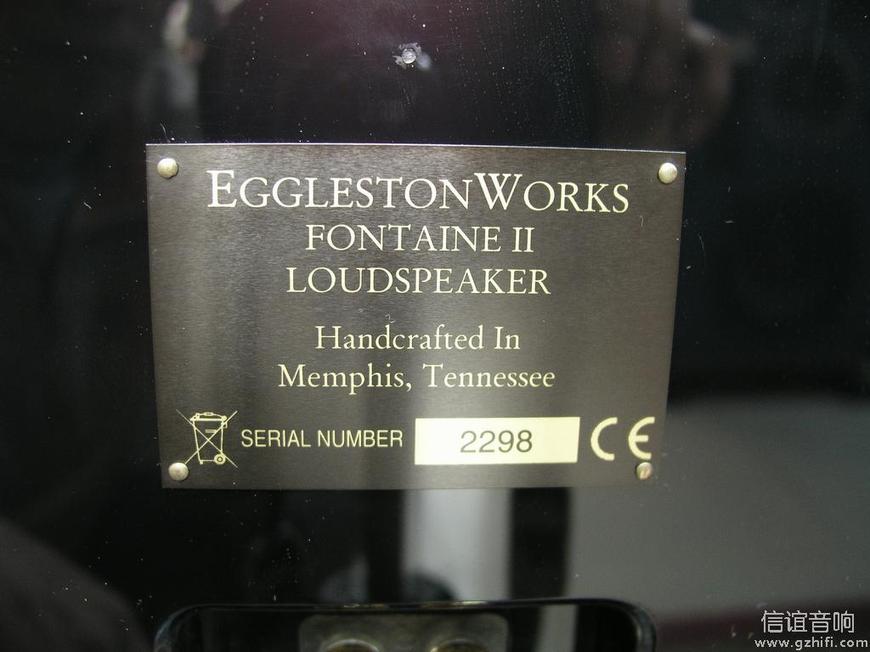 EGGLESTONWORKS
FONTAINE II
LOUDSPEAKER
Handcrafted In
Memphis, Tennessee
SERIAL NUMBER 2298 CE
信谊音响
www.gzhifi.com